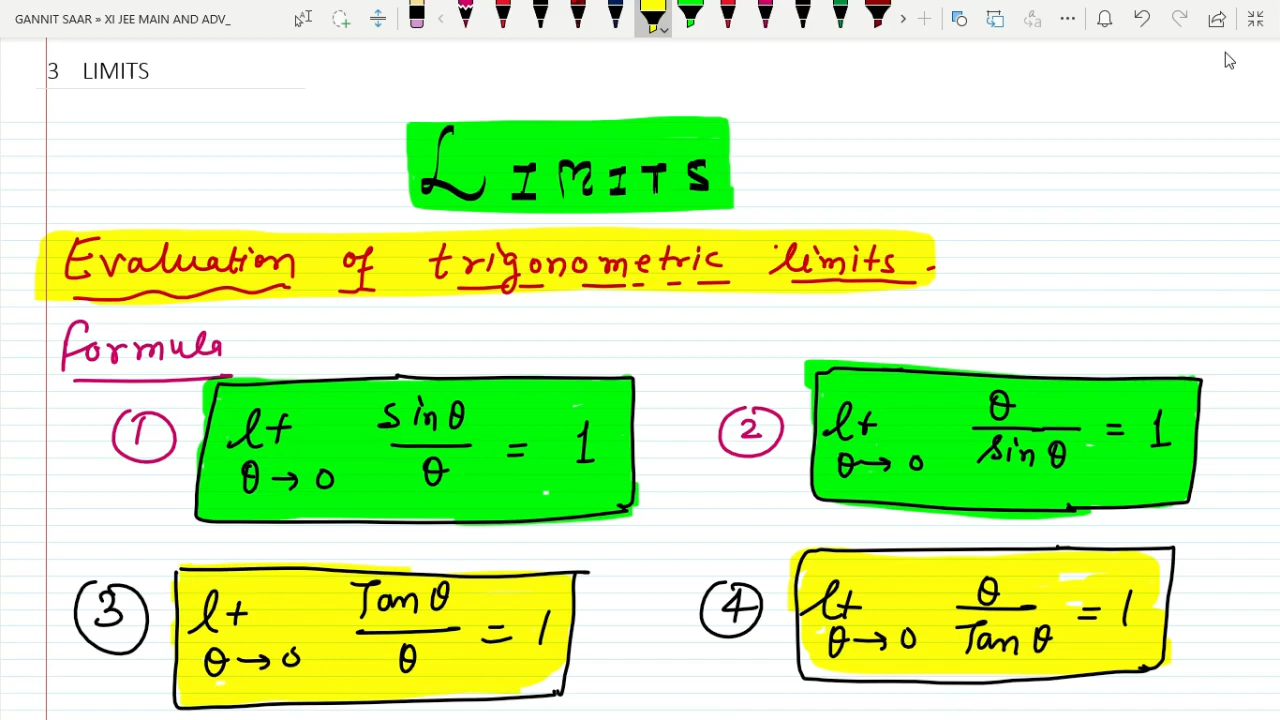 GANNIT SAAR » XI JEE MAIN AND ADV_
3 LIMITS
LIMITS
Evaluation of trigonometric limits.
formula
① lt θ→0 sinθ/θ = 1
② lt θ→0 θ/sinθ = 1
③ lt θ→0 Tanθ/θ = 1
④ lt θ→0 θ/Tanθ = 1